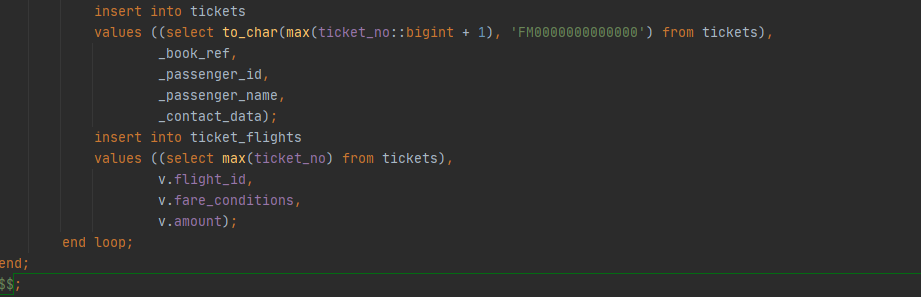 insert into tickets
values ((select to_char(max(ticket_no::bigint + 1), 'FM0000000000000') from tickets),
_book_ref,
_passenger_id,
_passenger_name,
_contact_data);
insert into ticket_flights
values ((select max(ticket_no) from tickets),
v.flight_id,
v.fare_conditions,
v.amount);
end loop;
end;
$$;